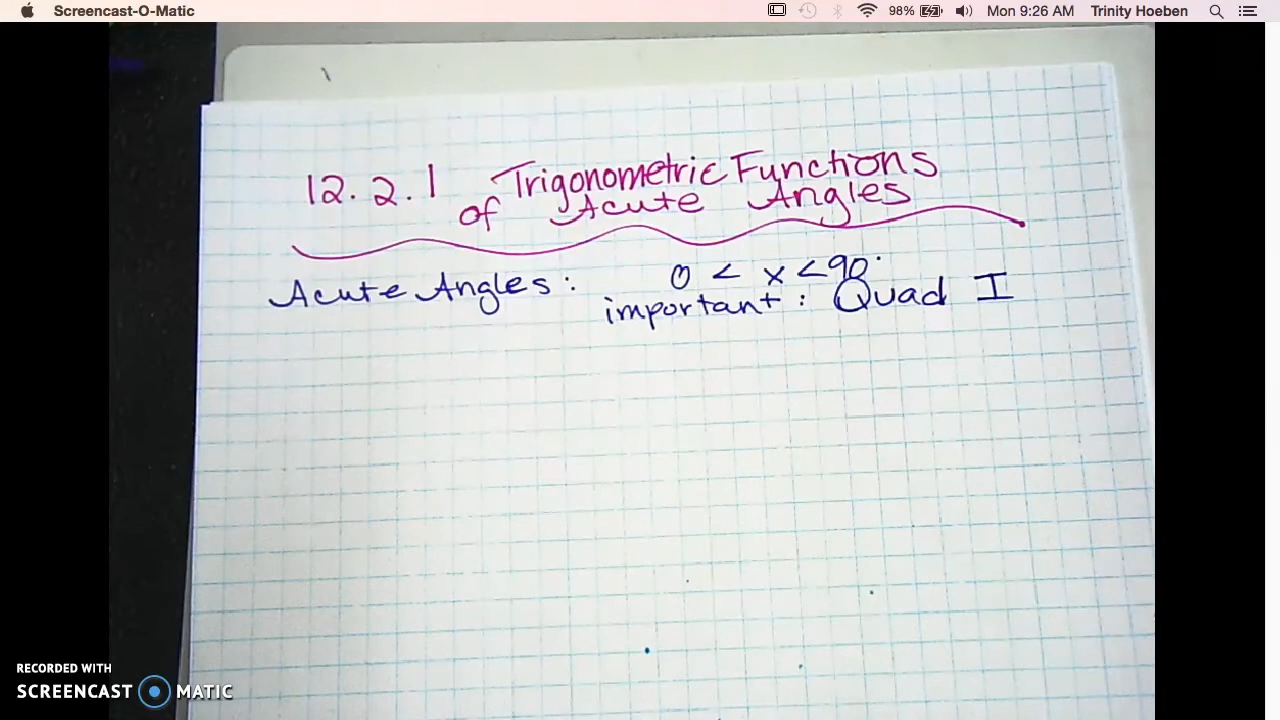 Screencast-O-Matic 98% Mon 9:26 AM Trinity Hoeben
12.2.1 Trigonometric Functions
of Acute Angles
Acute Angles: 0 < x < 90°
important: Quad I
RECORDED WITH
SCREENCAST MATIC